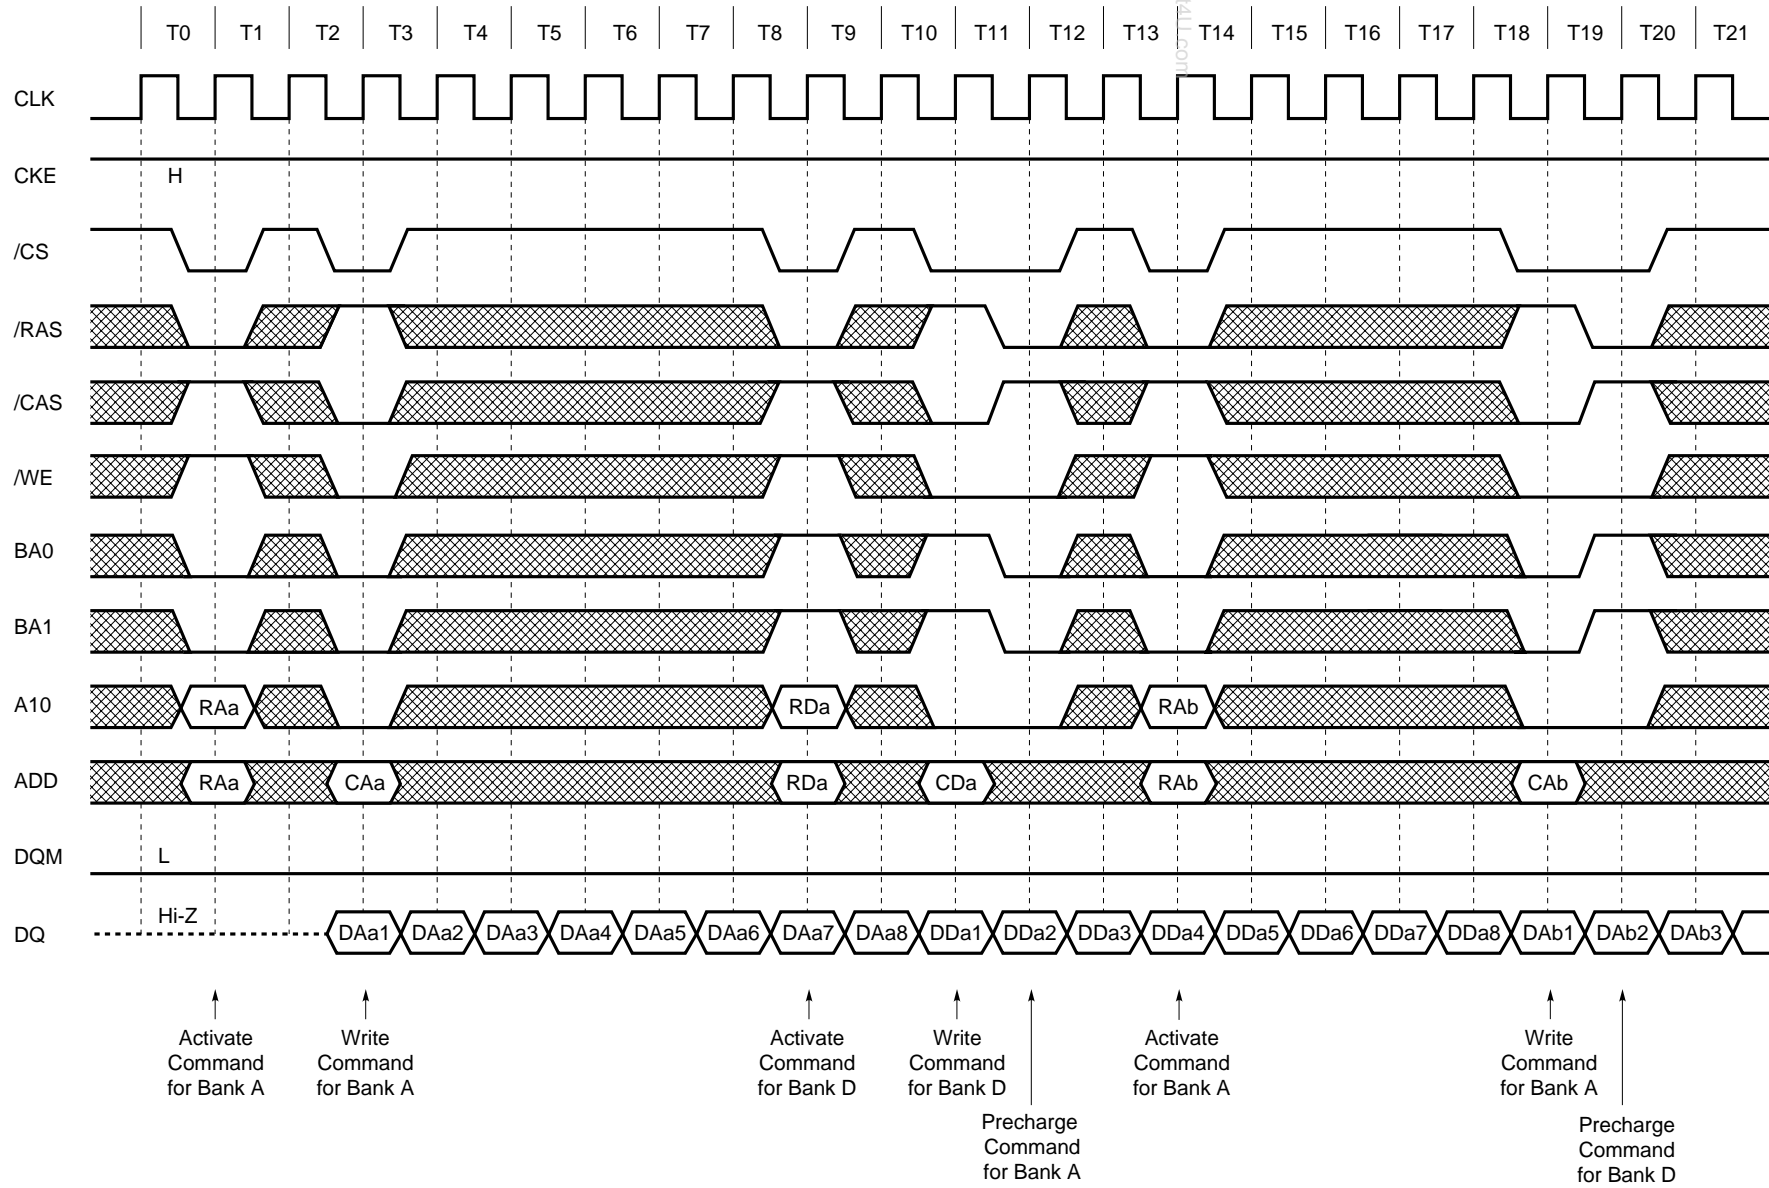 T0 T1 T2 T3 T4 T5 T6 T7 T8 T9 T10 T11 T12 T13 T14 T15 T16 T17 T18 T19 T20 T21
CLK
CKE H
/CS
/RAS
/CAS
/WE
BA0
BA1
A10 RAa RDa RAb
ADD RAa CAa RDa CDa RAb CAb
DQM L
Hi-Z
DQ DAa1 DAa2 DAa3 DAa4 DAa5 DAa6 DAa7 DAa8 DDa1 DDa2 DDa3 DDa4 DDa5 DDa6 DDa7 DDa8 DAb1 DAb2 DAb3
Activate
Command
for Bank A
Write
Command
for Bank A
Activate
Command
for Bank D
Write
Command
for Bank D
Precharge
Command
for Bank A
Activate
Command
for Bank A
Write
Command
for Bank A
Precharge
Command
for Bank D